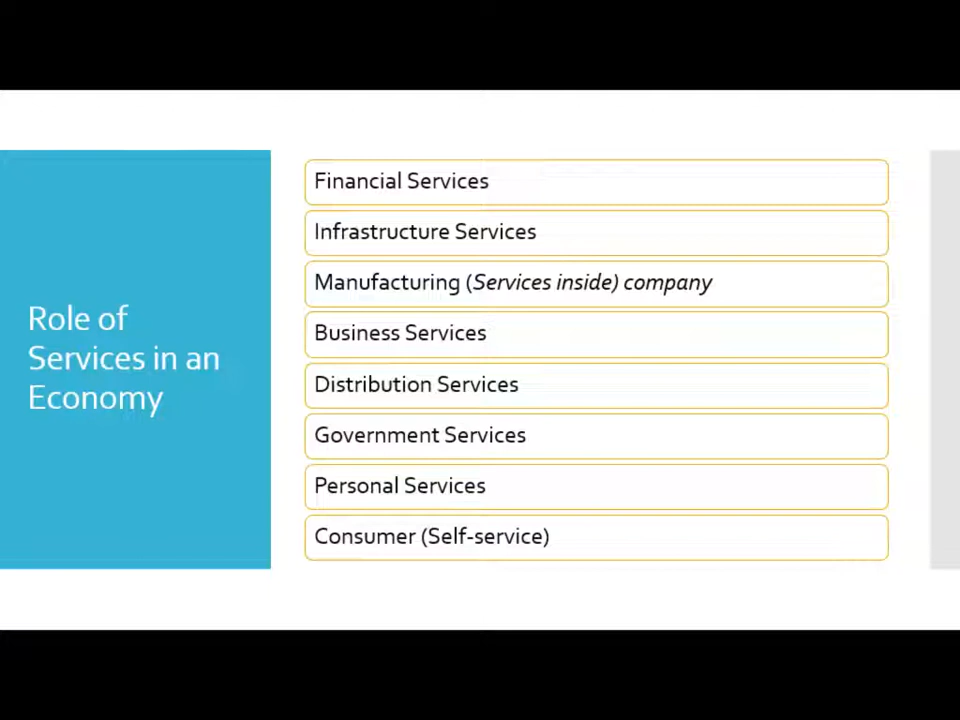 Role of
Services in an
Economy
Financial Services
Infrastructure Services
Manufacturing (Services inside) company
Business Services
Distribution Services
Government Services
Personal Services
Consumer (Self-service)